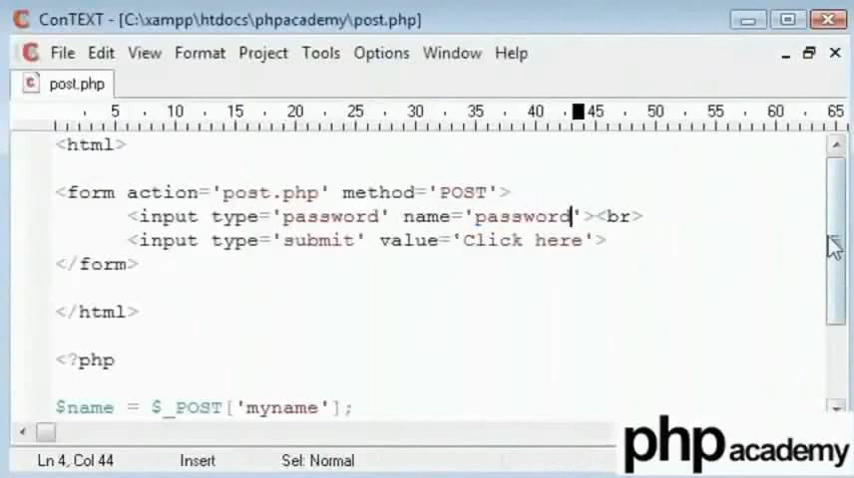 ConTEXT - [C:\xampp\htdocs\phpacademy\post.php]
File Edit View Format Project Tools Options Window Help
post.php
5 10 15 20 25 30 35 40 45 50 55 60 65
<html>
<form action='post.php' method='POST'>
<input type='password' name='password'><br>
<input type='submit' value='Click here'>
</form>
</html>
<?php
$name = $_POST['myname'];
Ln 4, Col 44 Insert Sel: Normal
php academy